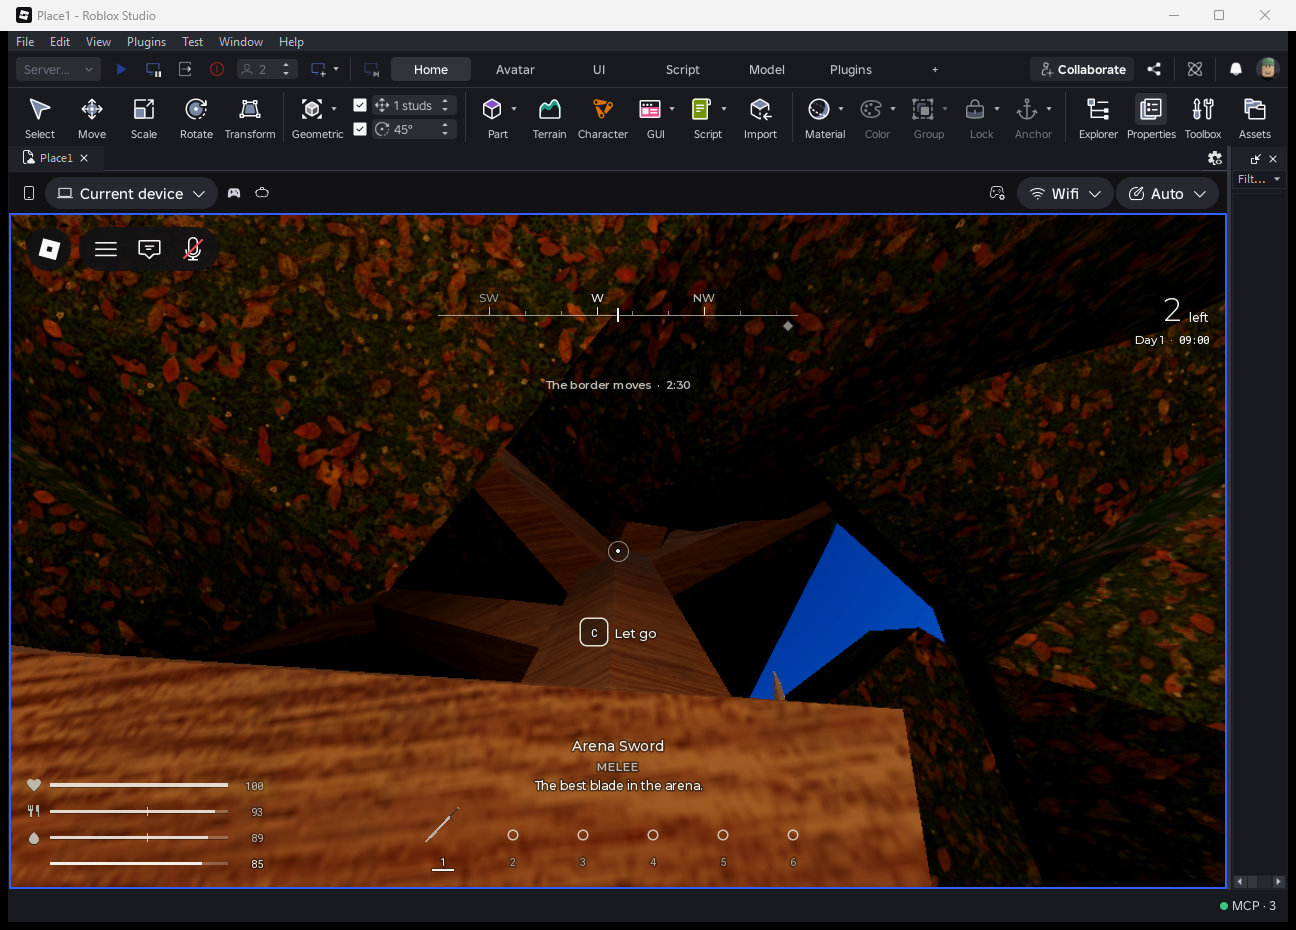 Place1 - Roblox Studio
File Edit View Plugins Test Window Help
Server... 2 Home Avatar UI Script Model Plugins + Collaborate
1 studs
45°
Select Move Scale Rotate Transform Geometric Part Terrain Character GUI Script Import Material Color Group Lock Anchor Explorer Properties Toolbox Assets
Place1
Filt...
Current device Wifi Auto
SW W NW
2 left
Day 1 · 09:00
The border moves · 2:30
C Let go
Arena Sword
MELEE
The best blade in the arena.
100
93
89
85
1 2 3 4 5 6
MCP · 3